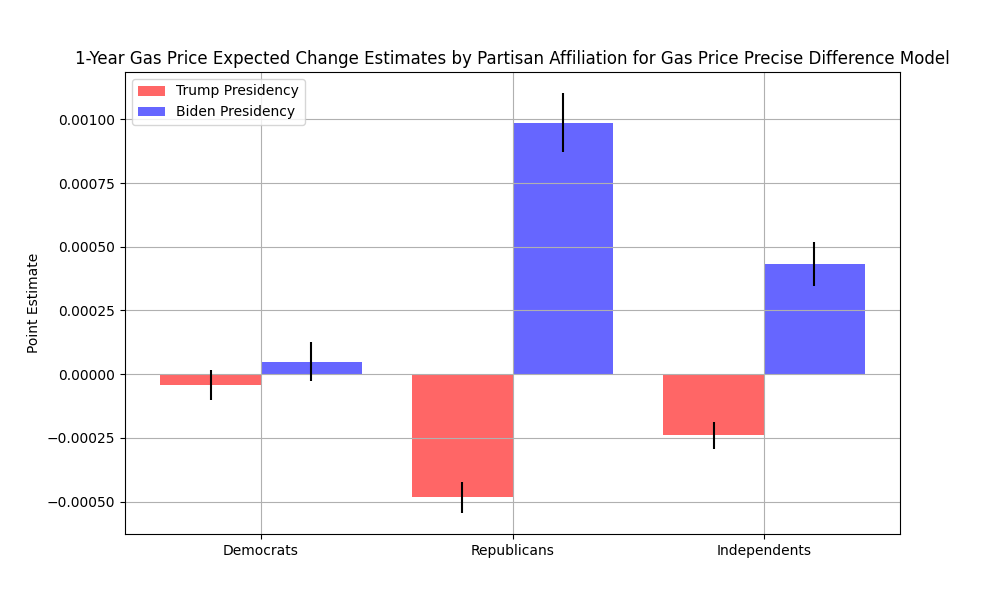 1-Year Gas Price Expected Change Estimates by Partisan Affiliation for Gas Price Precise Difference Model
Trump Presidency
Biden Presidency
0.00100
0.00075
0.00050
0.00025
0.00000
−0.00025
−0.00050
Point Estimate
Democrats
Republicans
Independents